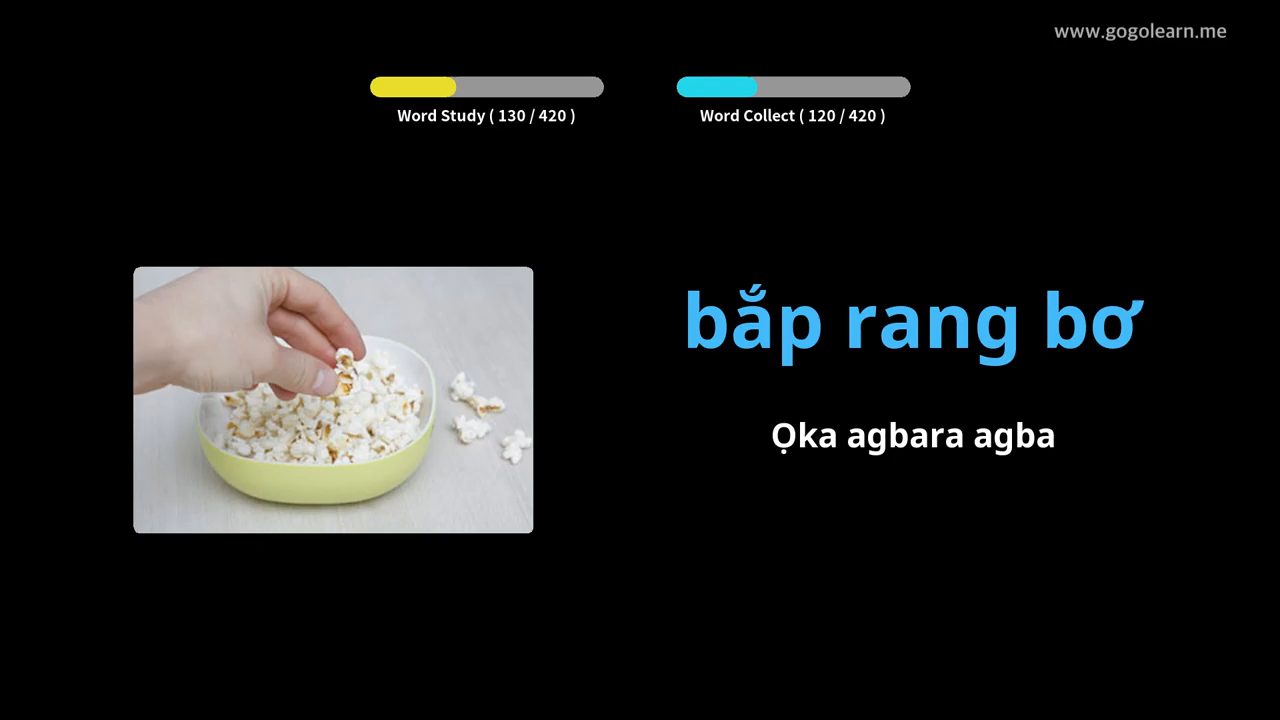 www.gogolearn.me
Word Study ( 130 / 420 )
Word Collect ( 120 / 420 )
bắp rang bơ
Ọka agbara agba